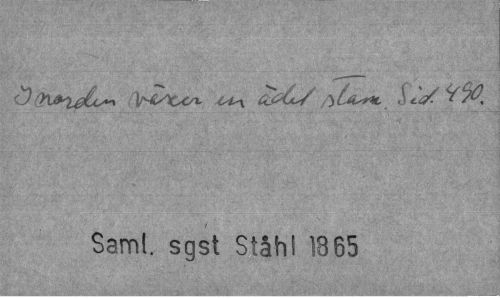 I norden växer en ädel stam. Sid. 490.
Saml. sgst Ståhl 1865